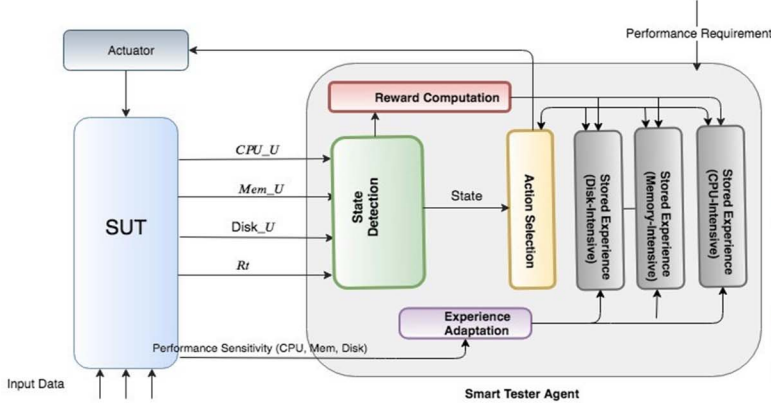 Performance Requirement
Actuator
Reward Computation
CPU_U
Mem_U
Disk_U
Rt
SUT
State
Detection
State
Action Selection
Stored Experience
(Disk-Intensive)
Stored Experience
(Memory-Intensive)
Stored Experience
(CPU-Intensive)
Experience
Adaptation
Performance Sensitivity (CPU, Mem, Disk)
Input Data
Smart Tester Agent